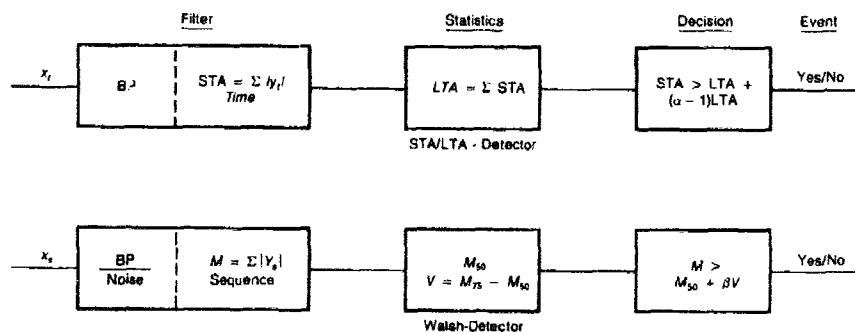 Filter Statistics Decision Event
x_t
STA = Σ |y_t|
Time
LTA = Σ STA
STA > LTA +
(α − 1)LTA
Yes/No
STA/LTA - Detector
x_s
BP
Noise
M = Σ |Y_s|
Sequence
M_50
V = M_75 − M_50
M >
M_50 + βV
Yes/No
Walsh-Detector